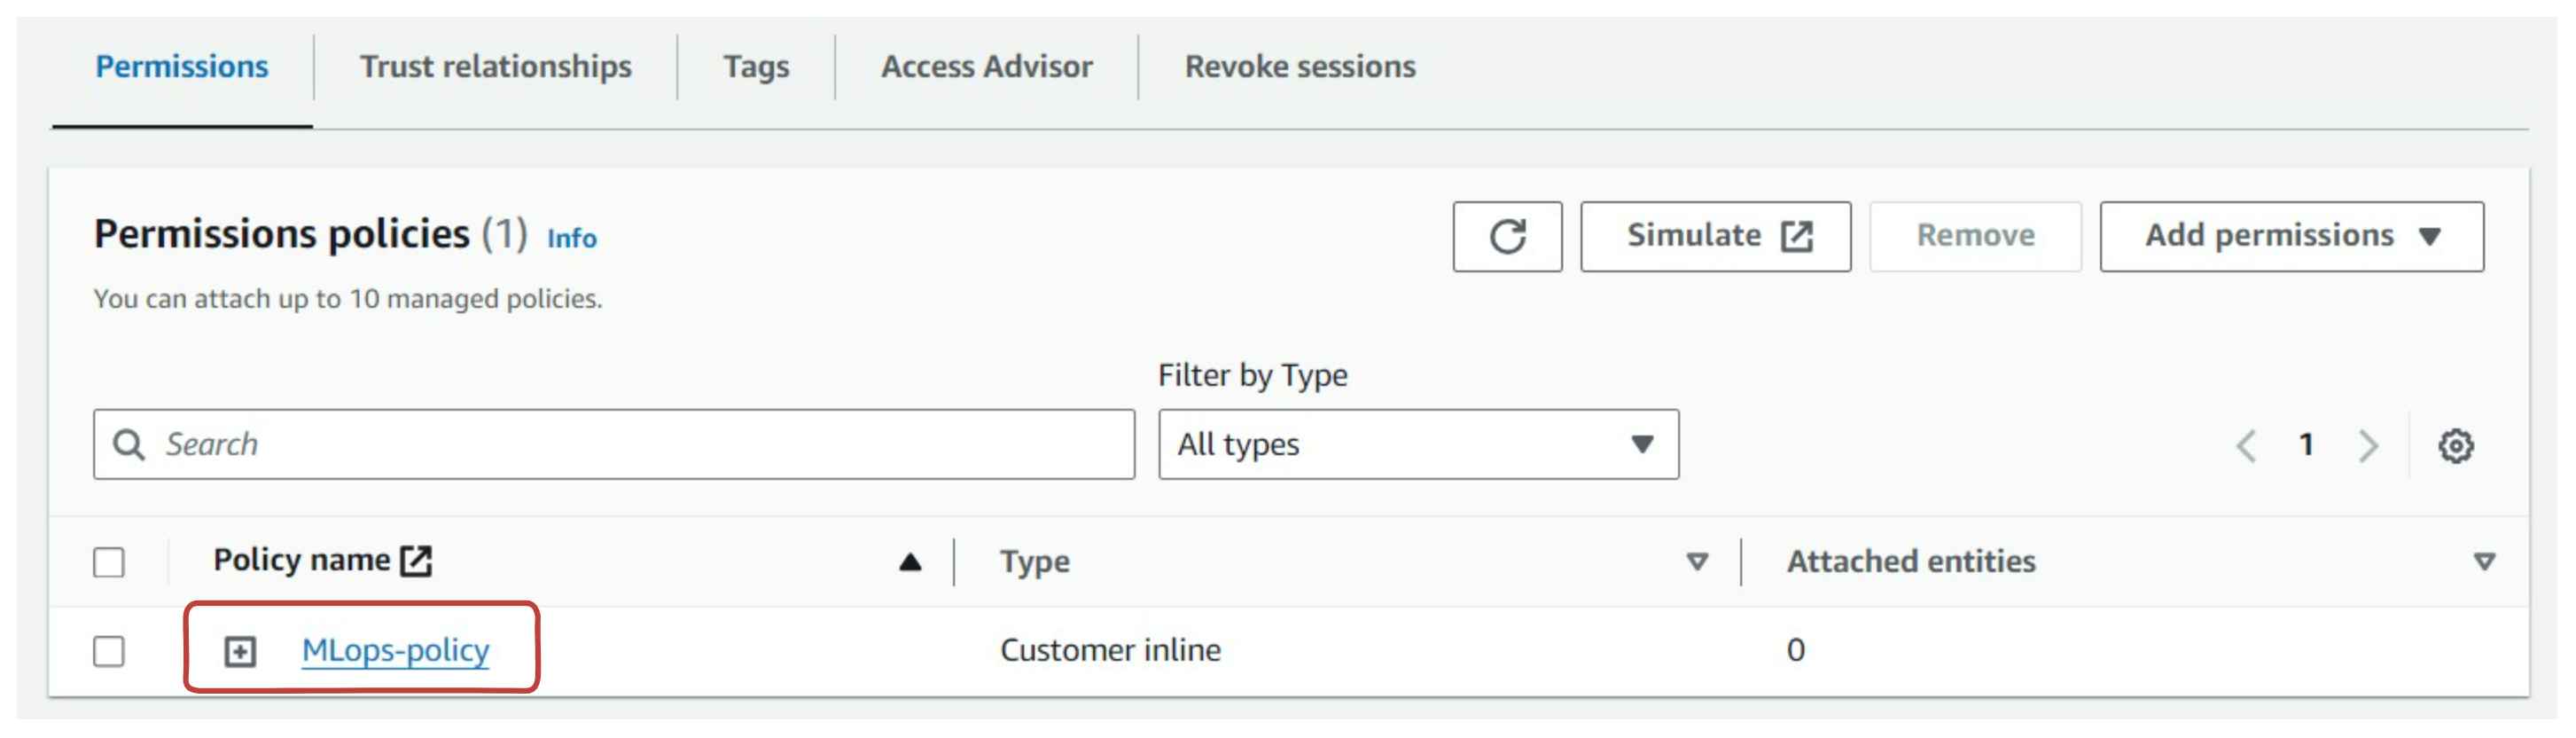 Permissions Trust relationships Tags Access Advisor Revoke sessions
Permissions policies (1) Info
Simulate Remove Add permissions
You can attach up to 10 managed policies.
Filter by Type
Search All types 1
Policy name Type Attached entities
MLops-policy Customer inline 0